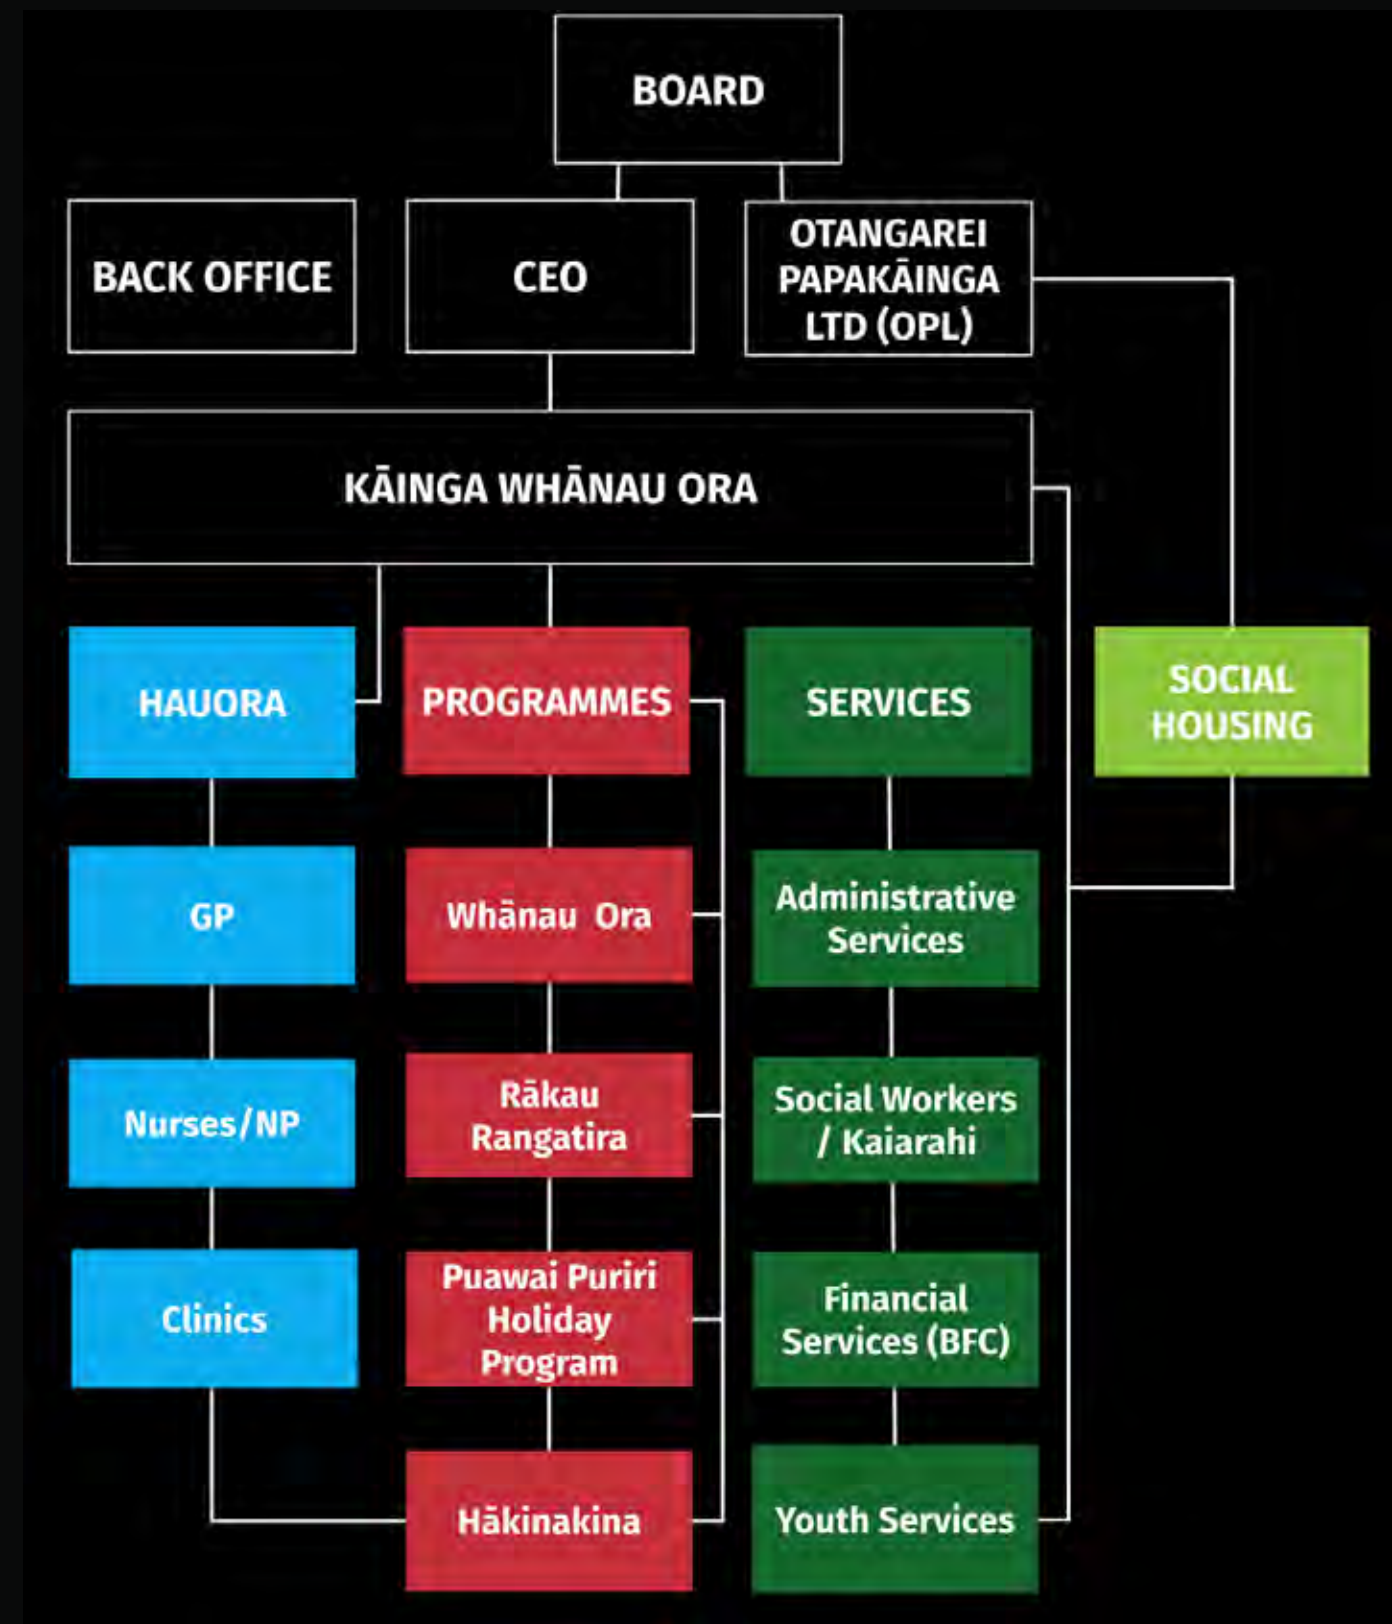 BOARD
BACK OFFICE
CEO
OTANGAREI
PAPAKĀINGA
LTD (OPL)
KĀINGA WHĀNAU ORA
HAUORA
PROGRAMMES
SERVICES
SOCIAL
HOUSING
GP
Whānau Ora
Administrative
Services
Nurses/NP
Rākau
Rangatira
Social Workers
/ Kaiarahi
Clinics
Puawai Puriri
Holiday
Program
Financial
Services (BFC)
Hākinakina
Youth Services